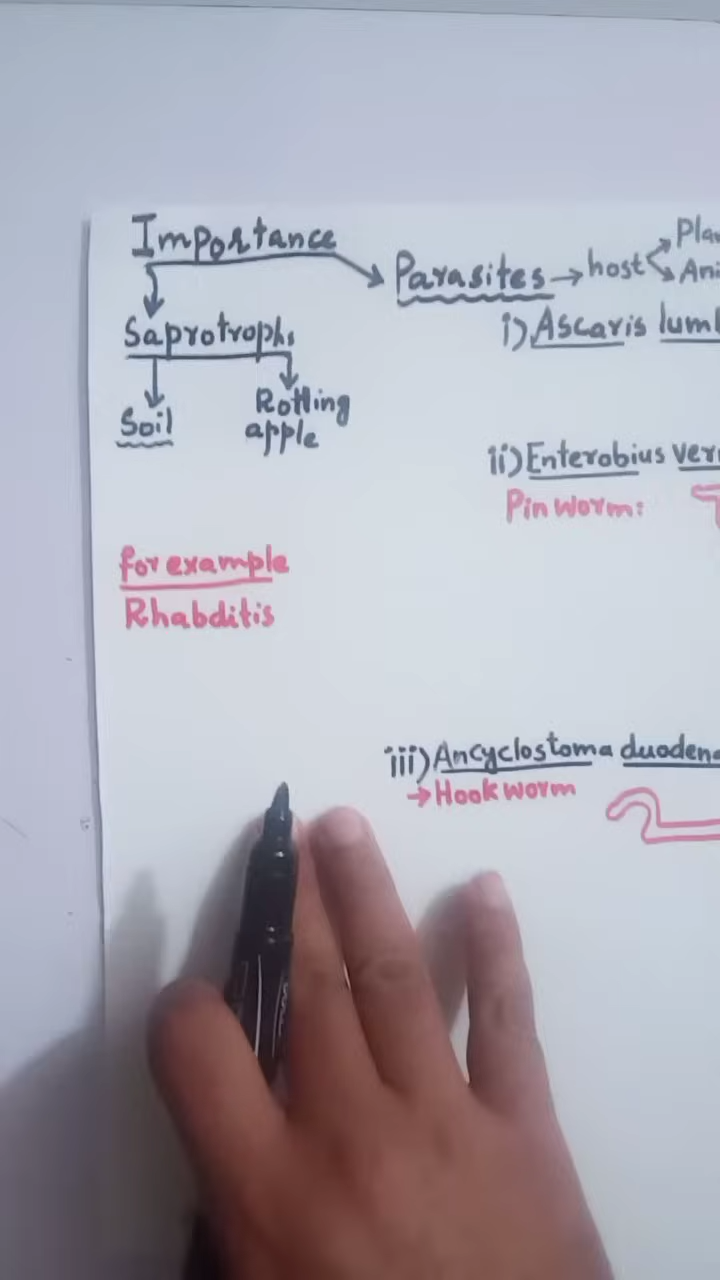 Importance
Parasites → host
Saprotrophs
i) Ascaris
Soil
Rotting
apple
ii) Enterobius
Pin worm:
for example
Rhabditis
iii) Ancyclostoma
→ Hook worm